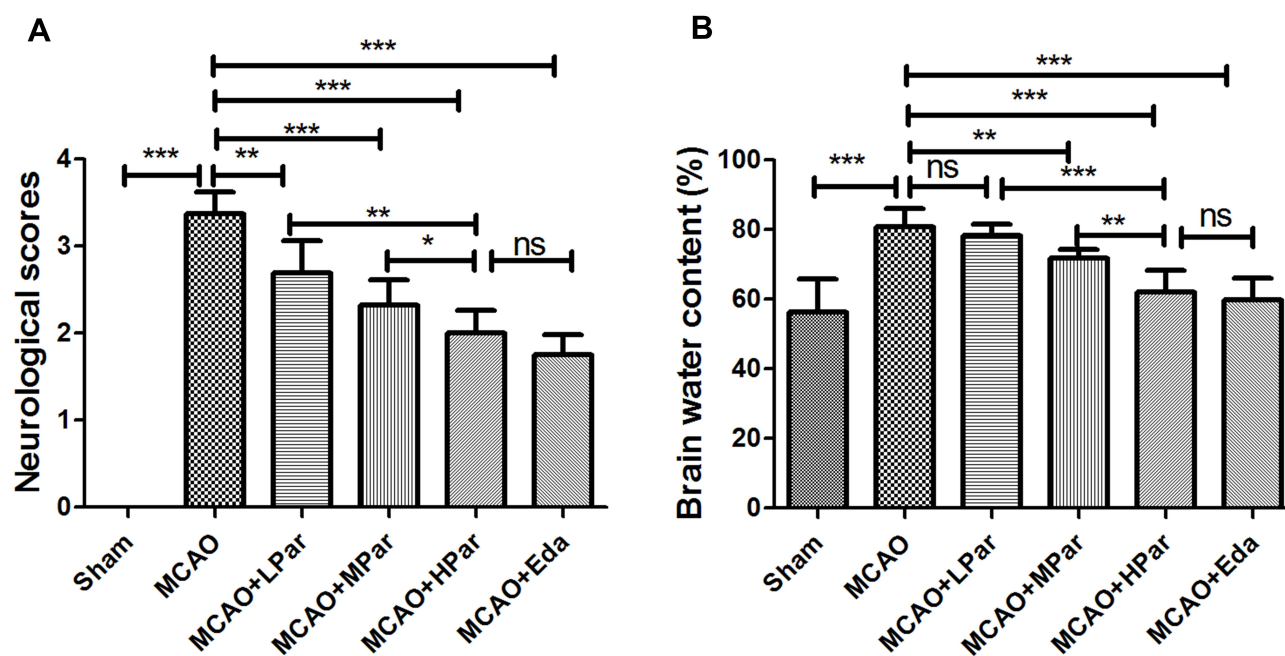 A
***
***
***
*** **
**
*
ns
Neurological scores
4
3
2
1
0
Sham
MCAO
MCAO+LPar
MCAO+MPar
MCAO+HPar
MCAO+Eda
B
***
***
**
*** ns ***
** ns
Brain water content (%)
100
80
60
40
20
0
Sham
MCAO
MCAO+LPar
MCAO+MPar
MCAO+HPar
MCAO+Eda